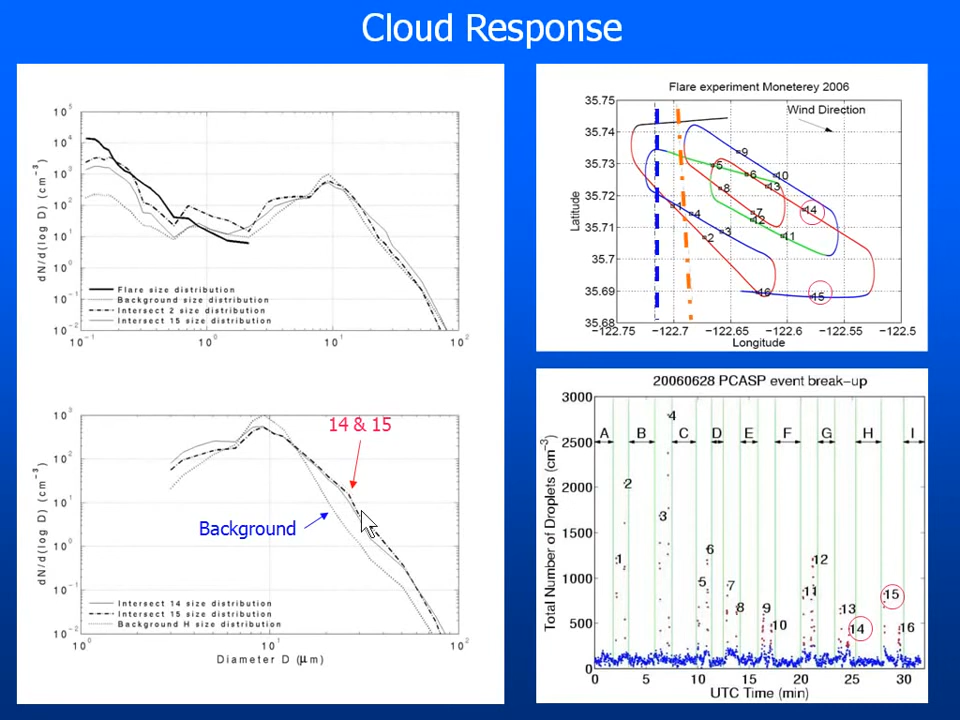 Cloud Response
10^5
10^4
10^3
10^2
10^1
10^0
10^-1
10^-2
dN/d(log D) (cm^-3)
Flare size distribution
Background size distribution
Intersect 2 size distribution
Intersect 15 size distribution
10^-1
10^0
10^1
10^2
10^3
10^2
10^1
10^0
10^-1
10^-2
dN/d(log D) (cm^-3)
14 & 15
Background
Intersect 14 size distribution
Intersect 15 size distribution
Background H size distribution
10^0
10^1
10^2
Diameter D (μm)
Flare experiment Moneterey 2006
Wind Direction
35.75
35.74
35.73
35.72
35.71
35.7
35.69
35.68
Latitude
9
5
6
10
13
8
1
4
7
12
14
3
2
11
16
15
-122.75
-122.7
-122.65
-122.6
-122.55
-122.5
Longitude
20060628 PCASP event break-up
3000
2500
2000
1500
1000
500
0
Total Number of Droplets (cm^-3)
A
B
C
D
E
F
G
H
I
1
2
3
4
5
6
7
8
9
10
11
12
13
14
15
16
0
5
10
15
20
25
30
UTC Time (min)